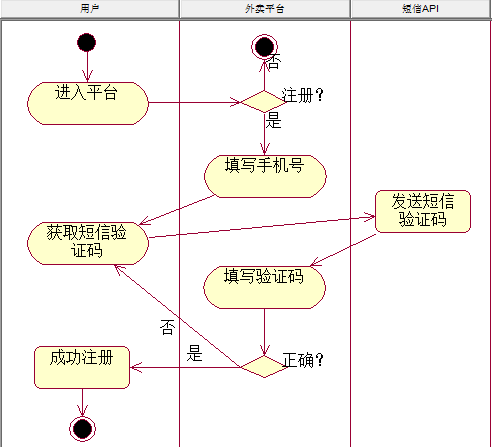 用户
外卖平台
短信API
否
进入平台
注册？
是
填写手机号
发送短信
验证码
获取短信验
证码
填写验证码
否
是
正确？
成功注册